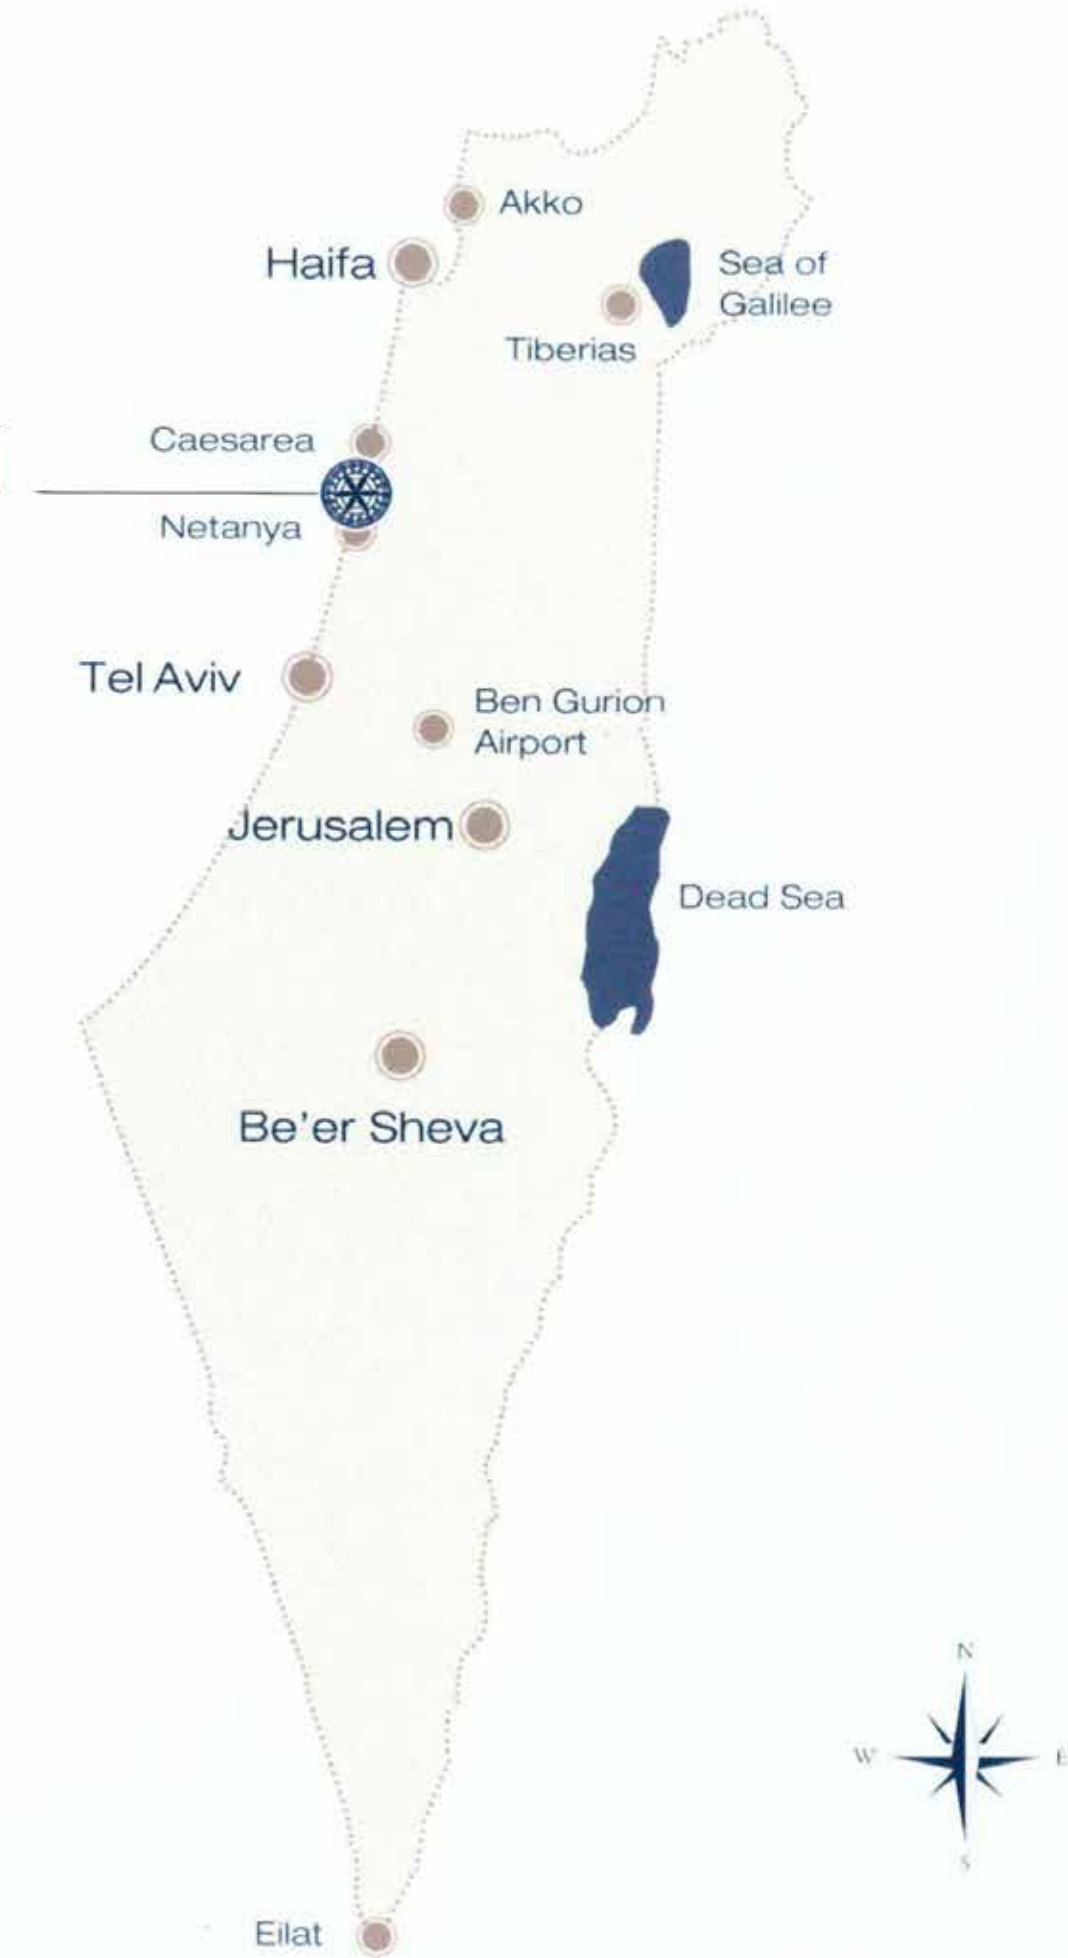 Akko
Haifa
Sea of
Galilee
Tiberias
Caesarea
Netanya
Tel Aviv
Ben Gurion
Airport
Jerusalem
Dead Sea
Be'er Sheva
N
W
E
S
Eilat